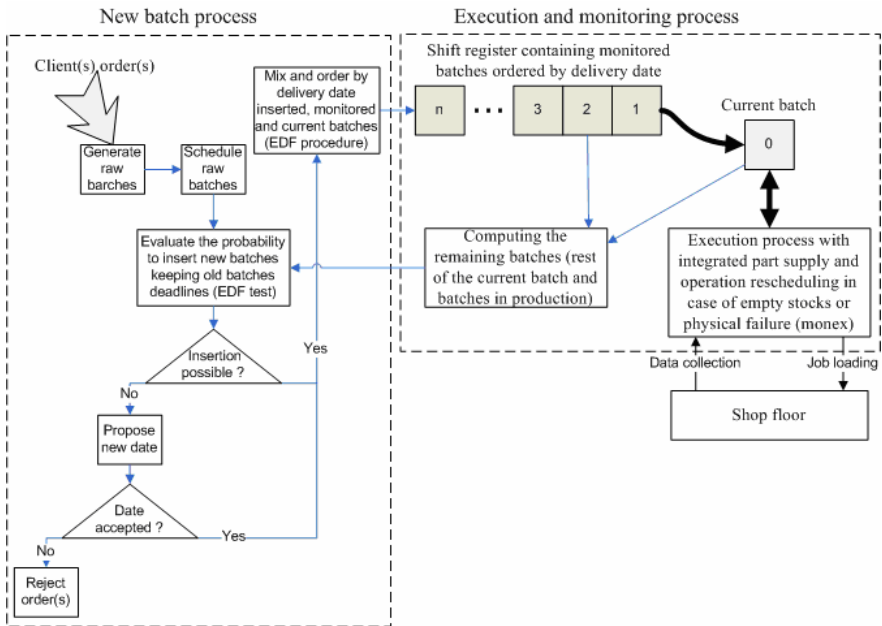 New batch process
Client(s) order(s)
Generate
raw
barches
Schedule
raw
batches
Mix and order by
delivery date
inserted, monitored
and current batches
(EDF procedure)
Evaluate the probability
to insert new batches
keeping old batches
deadlines (EDF test)
Insertion
possible ?
Yes
No
Propose
new date
Date
accepted ?
Yes
No
Reject
order(s)
Execution and monitoring process
Shift register containing monitored
batches ordered by delivery date
n
3
2
1
Current batch
0
Computing the
remaining batches (rest
of the current batch and
batches in production)
Execution process with
integrated part supply and
operation rescheduling in
case of empty stocks or
physical failure (monex)
Data collection
Job loading
Shop floor